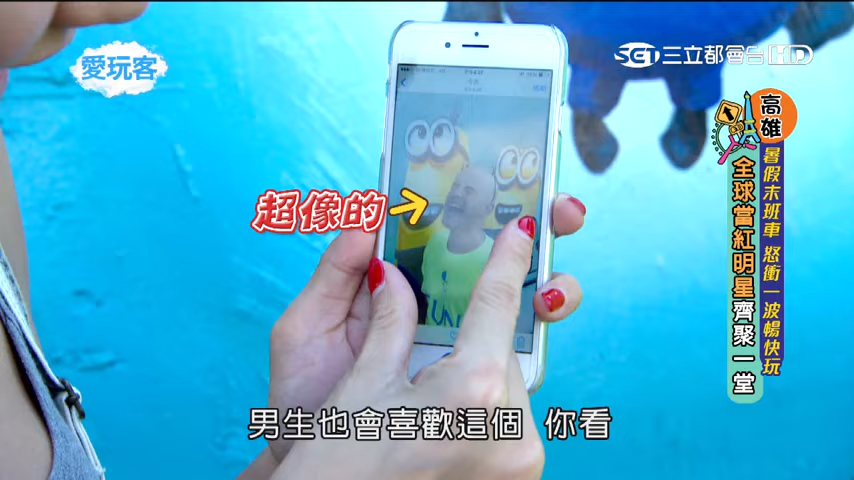 愛玩客
SET三立都會台HD
高雄
暑假末班車 怒衝一波暢快玩
全球當紅明星齊聚一堂
超像的
男生也會喜歡這個 你看